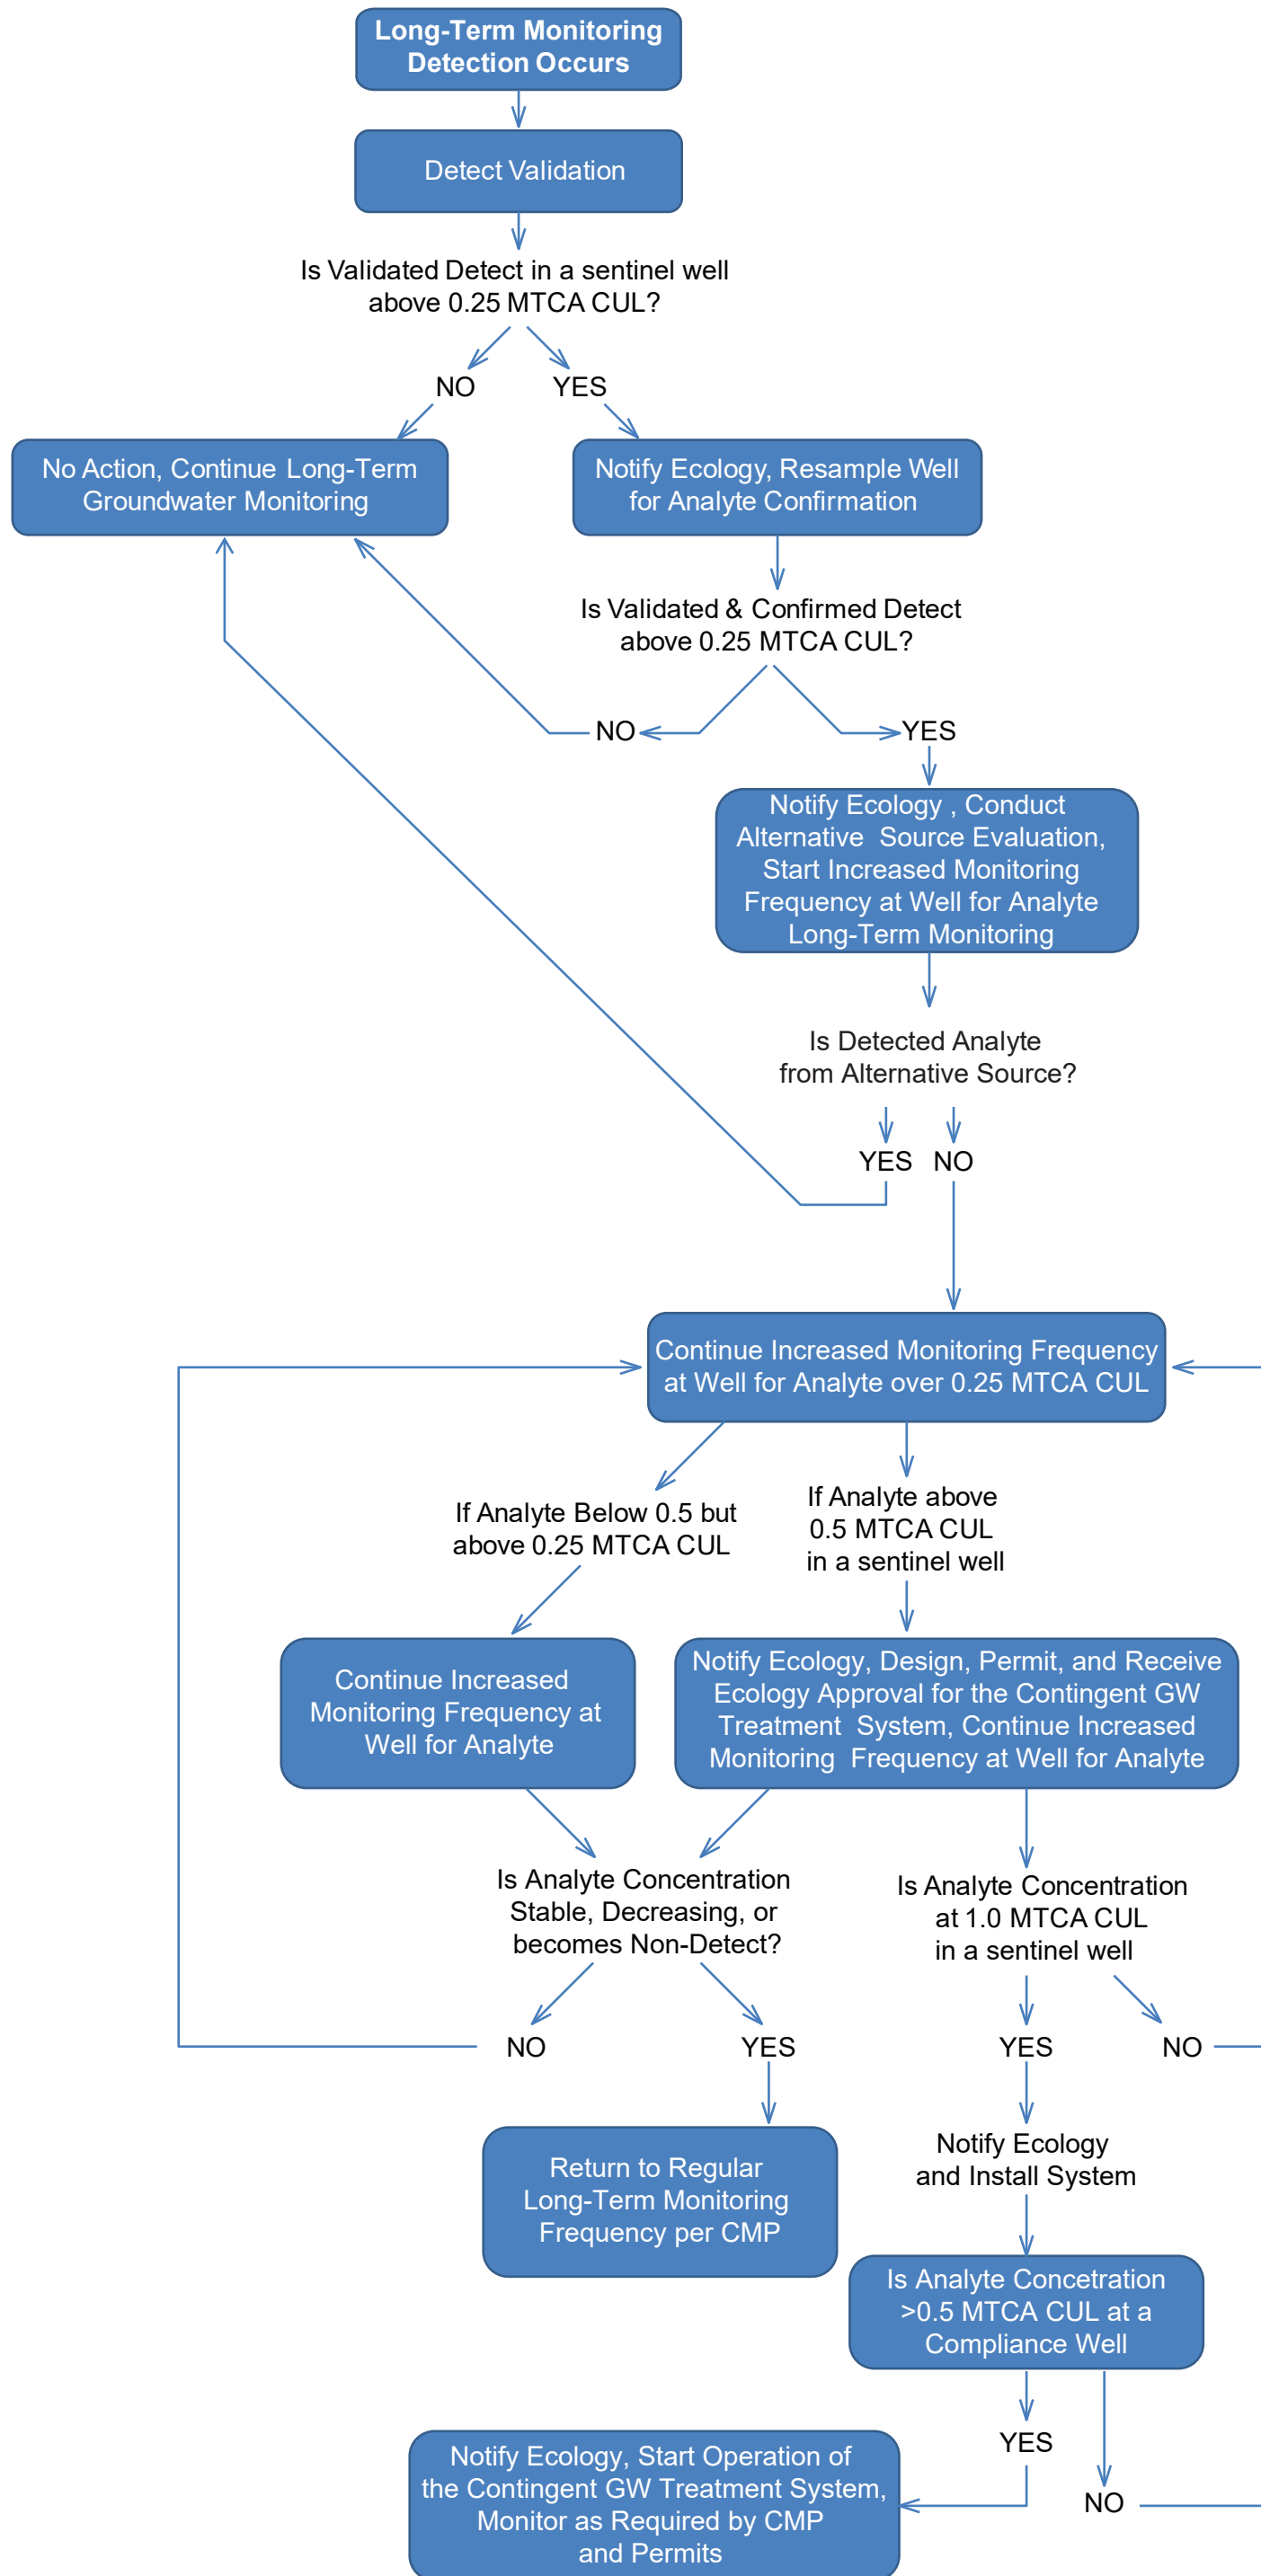 Long-Term Monitoring
Detection Occurs
Detect Validation
Is Validated Detect in a sentinel well
above 0.25 MTCA CUL?
NO
YES
No Action, Continue Long-Term
Groundwater Monitoring
Notify Ecology, Resample Well
for Analyte Confirmation
Is Validated & Confirmed Detect
above 0.25 MTCA CUL?
NO
YES
Notify Ecology , Conduct
Alternative Source Evaluation,
Start Increased Monitoring
Frequency at Well for Analyte
Long-Term Monitoring
Is Detected Analyte
from Alternative Source?
YES
NO
Continue Increased Monitoring Frequency
at Well for Analyte over 0.25 MTCA CUL
If Analyte Below 0.5 but
above 0.25 MTCA CUL
If Analyte above
0.5 MTCA CUL
in a sentinel well
Continue Increased
Monitoring Frequency at
Well for Analyte
Notify Ecology, Design, Permit, and Receive
Ecology Approval for the Contingent GW
Treatment System, Continue Increased
Monitoring Frequency at Well for Analyte
Is Analyte Concentration
Stable, Decreasing, or
becomes Non-Detect?
Is Analyte Concentration
at 1.0 MTCA CUL
in a sentinel well
NO
YES
YES
NO
Return to Regular
Long-Term Monitoring
Frequency per CMP
Notify Ecology
and Install System
Is Analyte Concetration
>0.5 MTCA CUL at a
Compliance Well
YES
NO
Notify Ecology, Start Operation of
the Contingent GW Treatment System,
Monitor as Required by CMP
and Permits